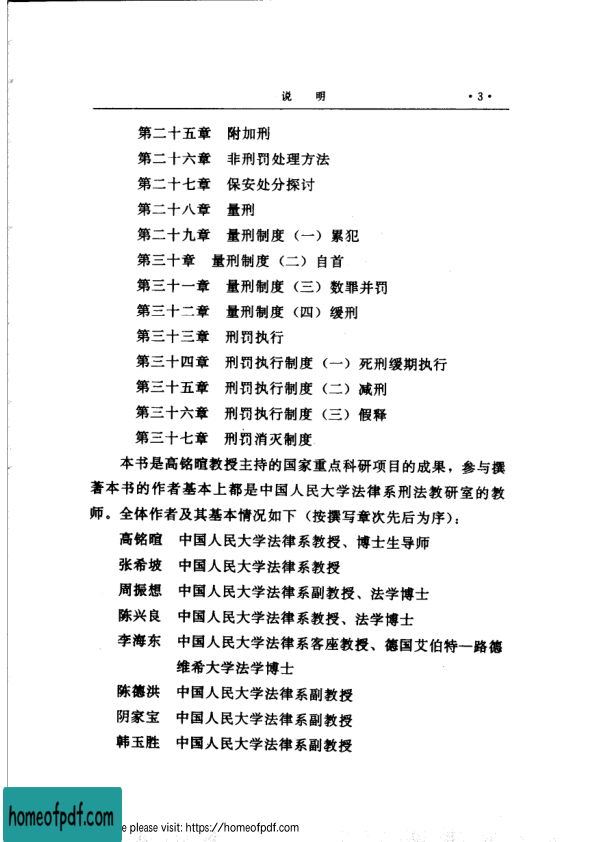 说 明 ·3·
第二十五章 附加刑
第二十六章 非刑罚处理方法
第二十七章 保安处分探讨
第二十八章 量刑
第二十九章 量刑制度（一）累犯
第三十章 量刑制度（二）自首
第三十一章 量刑制度（三）数罪并罚
第三十二章 量刑制度（四）缓刑
第三十三章 刑罚执行
第三十四章 刑罚执行制度（一）死刑缓期执行
第三十五章 刑罚执行制度（二）减刑
第三十六章 刑罚执行制度（三）假释
第三十七章 刑罚消灭制度
本书是高铭暄教授主持的国家重点科研项目的成果，参与撰
著本书的作者基本上都是中国人民大学法律系刑法教研室的教
师。全体作者及其基本情况如下（按撰写章次先后为序）：
高铭暄 中国人民大学法律系教授、博士生导师
张希坡 中国人民大学法律系教授
周振想 中国人民大学法律系副教授、法学博士
陈兴良 中国人民大学法律系教授、法学博士
李海东 中国人民大学法律系客座教授、德国艾伯特—路德
维希大学法学博士
陈德洪 中国人民大学法律系副教授
阴家宝 中国人民大学法律系副教授
韩玉胜 中国人民大学法律系副教授
homeofpdf.com
e please visit: https://homeofpdf.com